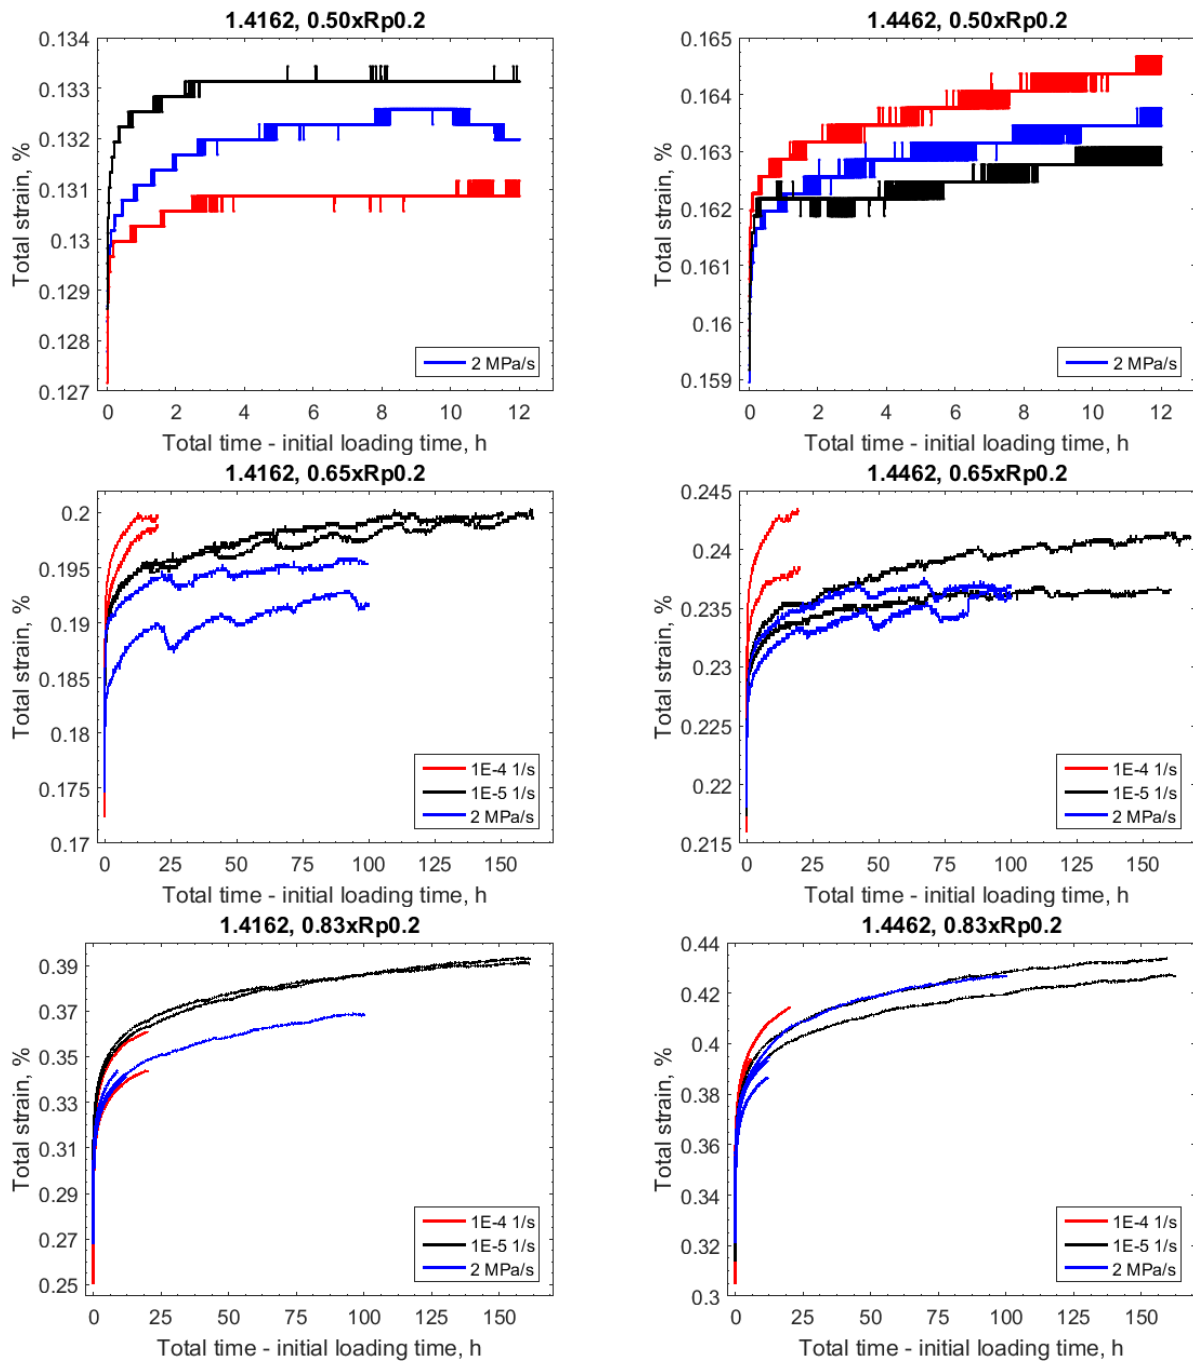 1.4162, 0.50xRp0.2
0.134
0.133
0.132
0.131
0.13
0.129
0.128
0.127
Total strain, %
2 MPa/s
0 2 4 6 8 10 12
Total time - initial loading time, h
1.4462, 0.50xRp0.2
0.165
0.164
0.163
0.162
0.161
0.16
0.159
Total strain, %
2 MPa/s
0 2 4 6 8 10 12
Total time - initial loading time, h
1.4162, 0.65xRp0.2
0.2
0.195
0.19
0.185
0.18
0.175
0.17
Total strain, %
1E-4 1/s
1E-5 1/s
2 MPa/s
0 25 50 75 100 125 150
Total time - initial loading time, h
1.4462, 0.65xRp0.2
0.245
0.24
0.235
0.23
0.225
0.22
0.215
Total strain, %
1E-4 1/s
1E-5 1/s
2 MPa/s
0 25 50 75 100 125 150
Total time - initial loading time, h
1.4162, 0.83xRp0.2
0.39
0.37
0.35
0.33
0.31
0.29
0.27
0.25
Total strain, %
1E-4 1/s
1E-5 1/s
2 MPa/s
0 25 50 75 100 125 150
Total time - initial loading time, h
1.4462, 0.83xRp0.2
0.44
0.42
0.4
0.38
0.36
0.34
0.32
0.3
Total strain, %
1E-4 1/s
1E-5 1/s
2 MPa/s
0 25 50 75 100 125 150
Total time - initial loading time, h